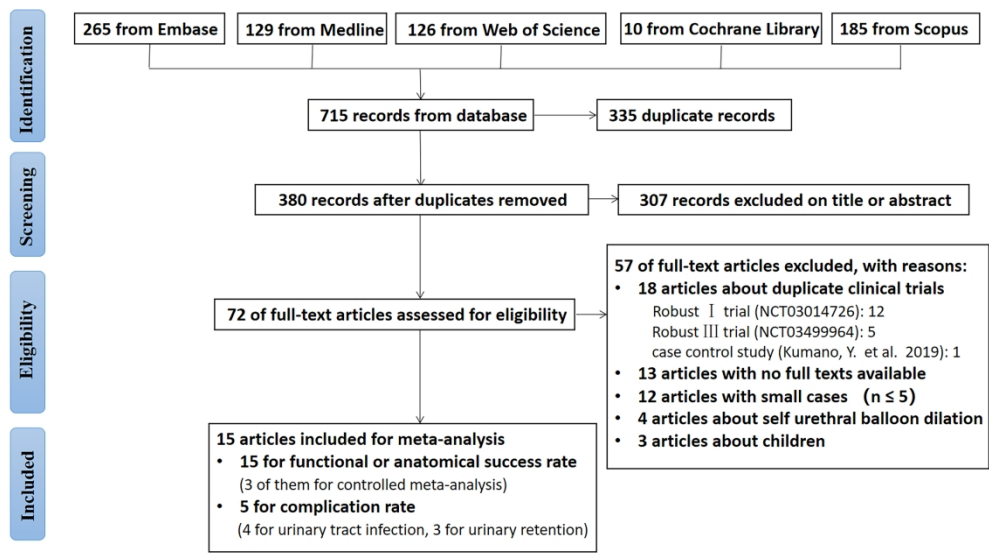 265 from Embase
129 from Medline
126 from Web of Science
10 from Cochrane Library
185 from Scopus
Identification
715 records from database
335 duplicate records
Screening
380 records after duplicates removed
307 records excluded on title or abstract
Eligibility
72 of full-text articles assessed for eligibility
57 of full-text articles excluded, with reasons:
• 18 articles about duplicate clinical trials
Robust Ⅰ trial (NCT03014726): 12
Robust Ⅲ trial (NCT03499964): 5
case control study (Kumano, Y. et al. 2019): 1
• 13 articles with no full texts available
• 12 articles with small cases （n ≤ 5）
• 4 articles about self urethral balloon dilation
• 3 articles about children
Included
15 articles included for meta-analysis
• 15 for functional or anatomical success rate
(3 of them for controlled meta-analysis)
• 5 for complication rate
(4 for urinary tract infection, 3 for urinary retention)